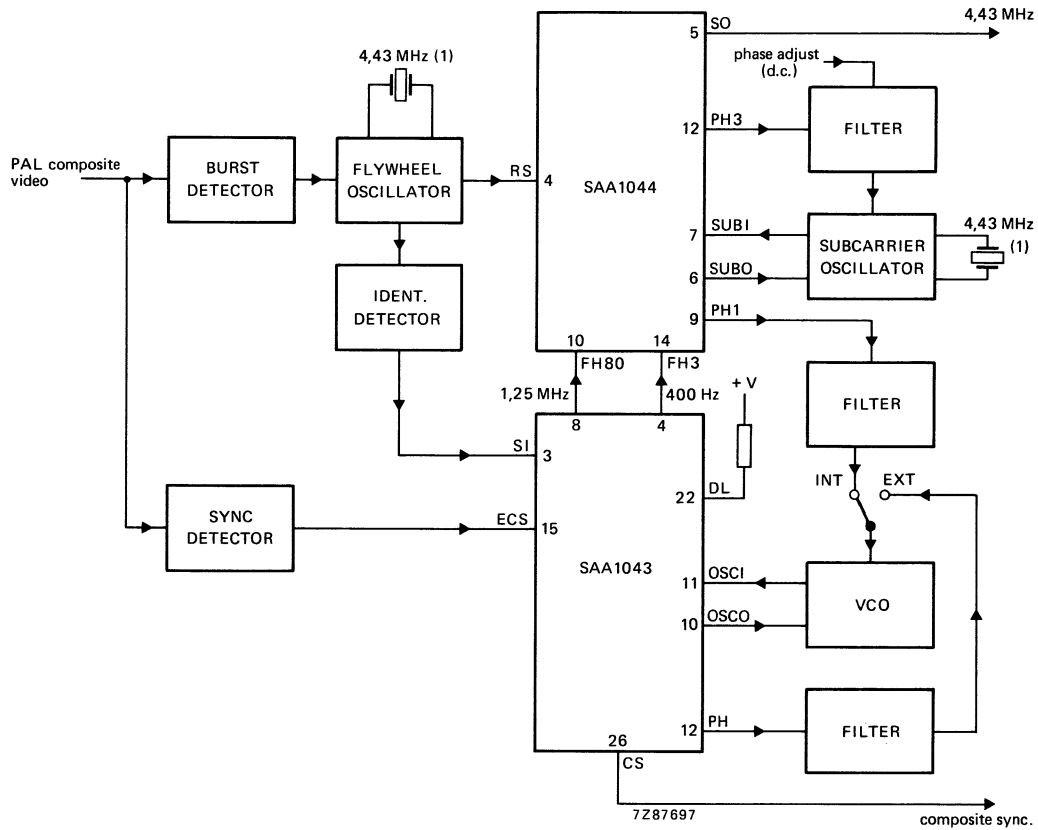 5 SO
4,43 MHz
4,43 MHz (1)
phase adjust
(d.c.)
12 PH3
FILTER
PAL composite
video
BURST
DETECTOR
FLYWHEEL
OSCILLATOR
RS
4
SAA1044
7 SUBI
6 SUBO
SUBCARRIER
OSCILLATOR
4,43 MHz
(1)
IDENT.
DETECTOR
9 PH1
10
14
FH80
FH3
1,25 MHz
400 Hz
+ V
FILTER
8
4
SI
3
22 DL
INT
EXT
SYNC
DETECTOR
ECS
15
SAA1043
11 OSCI
10 OSCO
VCO
12 PH
FILTER
26
CS
7Z87697
composite sync.